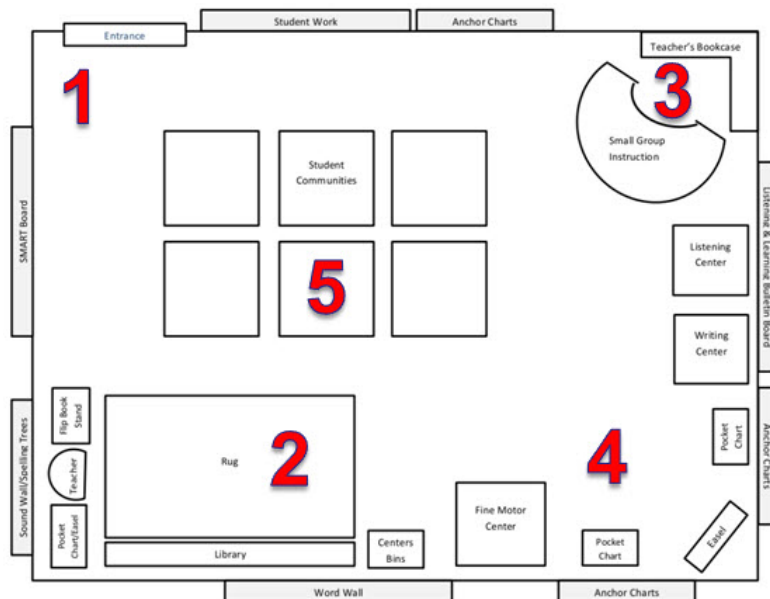 Student Work
Anchor Charts
Entrance
Teacher's Bookcase
1
3
Small Group
Instruction
Student
Communities
SMART Board
Listening & Learning Bulletin Board
Listening
Center
5
Writing
Center
Sound Wall/Spelling Trees
Flip Book
Stand
Teacher
Pocket
Chart/Easel
Rug
2
4
Pocket
Chart
Anchor Charts
Fine Motor
Center
Easel
Library
Centers
Bins
Pocket
Chart
Word Wall
Anchor Charts